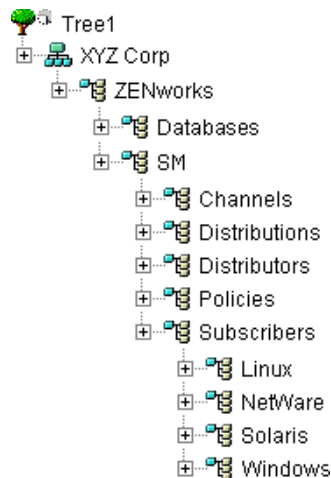 Tree1
XYZ Corp
ZENworks
Databases
SM
Channels
Distributions
Distributors
Policies
Subscribers
Linux
NetWare
Solaris
Windows